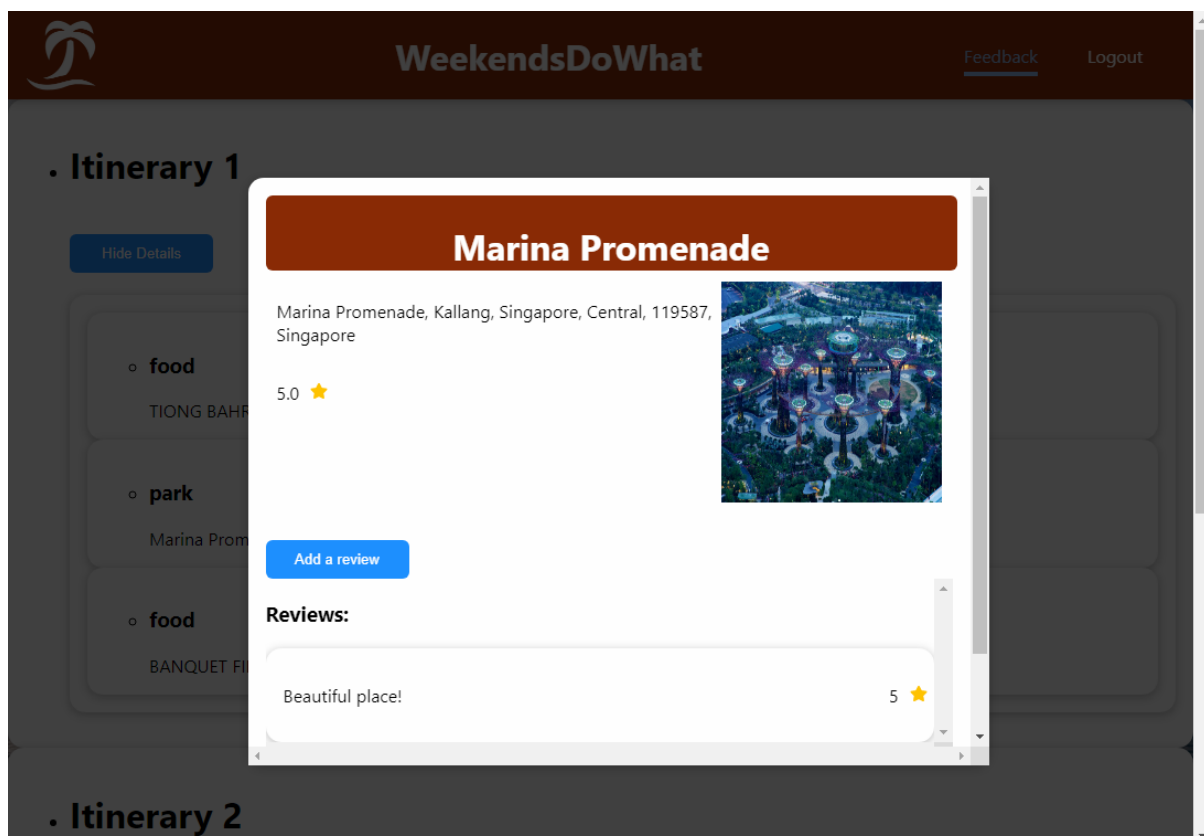 WeekendsDoWhat
Feedback
Logout
Itinerary 1
Hide Details
food
TIONG BAHR
park
Marina Prom
food
BANQUET FI
Marina Promenade
Marina Promenade, Kallang, Singapore, Central, 119587,
Singapore
5.0
Add a review
Reviews:
Beautiful place!
5
Itinerary 2